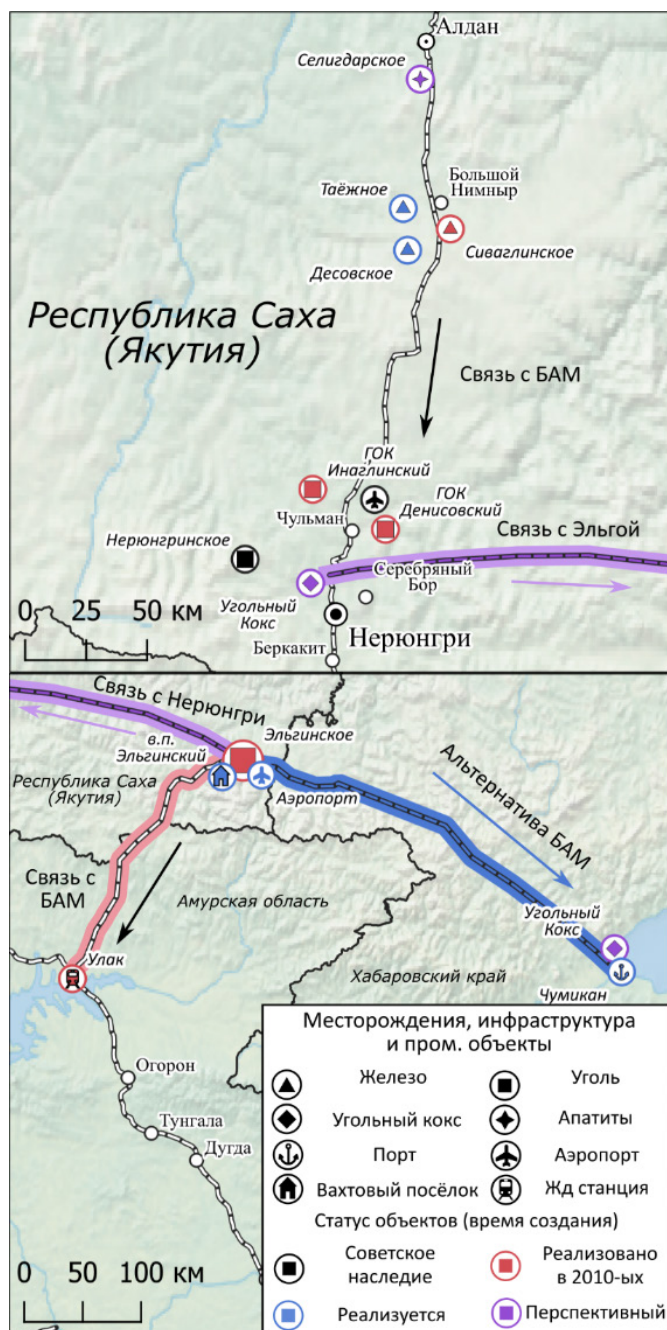 Алдан
Селигдарское
Большой
Нимныр
Таёжное
Сиваглинское
Десовское
Республика Саха
(Якутия)
Связь с БАМ
ГОК
Инаглинский
ГОК
Денисовский
Чульман
Нерюнгринское
Связь с Эльгой
Серебряный
Бор
Угольный
Кокс
0 25 50 км
Нерюнгри
Беркакит
Связь с Нерюнгри
Эльгинское
в.п.
Эльгинский
Республика Саха
(Якутия)
Аэропорт
Альтернатива БАМ
Связь с
БАМ
Амурская область
Угольный
Кокс
Улак
Хабаровский край
Чумикан
Огорон
Тунгала
Дугда
0 50 100 км
Месторождения, инфраструктура
и пром. объекты
Железо Уголь
Угольный кокс Апатиты
Порт Аэропорт
Вахтовый посёлок Жд станция
Статус объектов (время создания)
Советское Реализовано
наследие в 2010-ых
Реализуется Перспективный